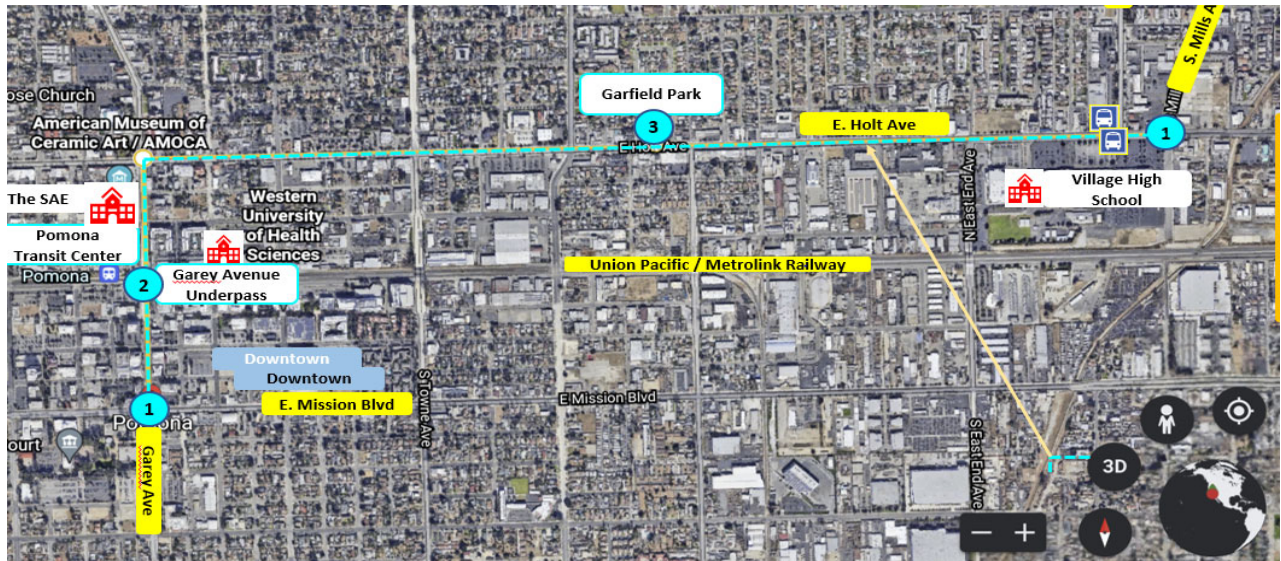 S. Mills A
ose Church
American Museum of
Ceramic Art / AMOCA
Garfield Park
3
E. Holt Ave
1
N East End Ave
The SAE
Western
University
of Health
Sciences
Village High
School
Pomona
Transit Center
Pomona
Garey Avenue
Underpass
2
Union Pacific / Metrolink Railway
Downtown
Downtown
S Towne Ave
E Mission Blvd
E. Mission Blvd
1
Pomona
ourt
Garey Ave
S East End Ave
3D